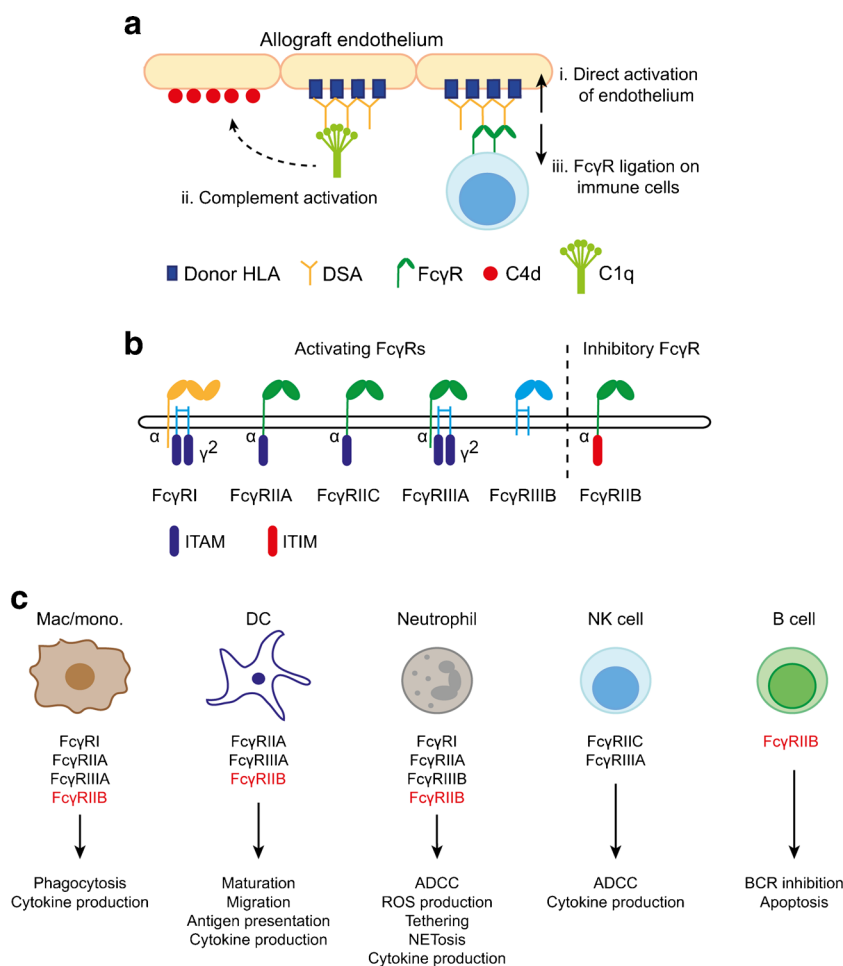 a
Allograft endothelium
i. Direct activation
of endothelium
ii. Complement activation
iii. FcγR ligation on
immune cells
Donor HLA
DSA
FcγR
C4d
C1q
b
Activating FcγRs
Inhibitory FcγR
α
γ2
α
α
α
γ2
α
FcγRI
FcγRIIA
FcγRIIC
FcγRIIIA
FcγRIIIB
FcγRIIB
ITAM
ITIM
c
Mac/mono.
DC
Neutrophil
NK cell
B cell
FcγRI
FcγRIIA
FcγRIIIA
FcγRIIB
FcγRIIA
FcγRIIIA
FcγRIIB
FcγRI
FcγRIIA
FcγRIIIB
FcγRIIB
FcγRIIC
FcγRIIIA
FcγRIIB
Phagocytosis
Cytokine production
Maturation
Migration
Antigen presentation
Cytokine production
ADCC
ROS production
Tethering
NETosis
Cytokine production
ADCC
Cytokine production
BCR inhibition
Apoptosis